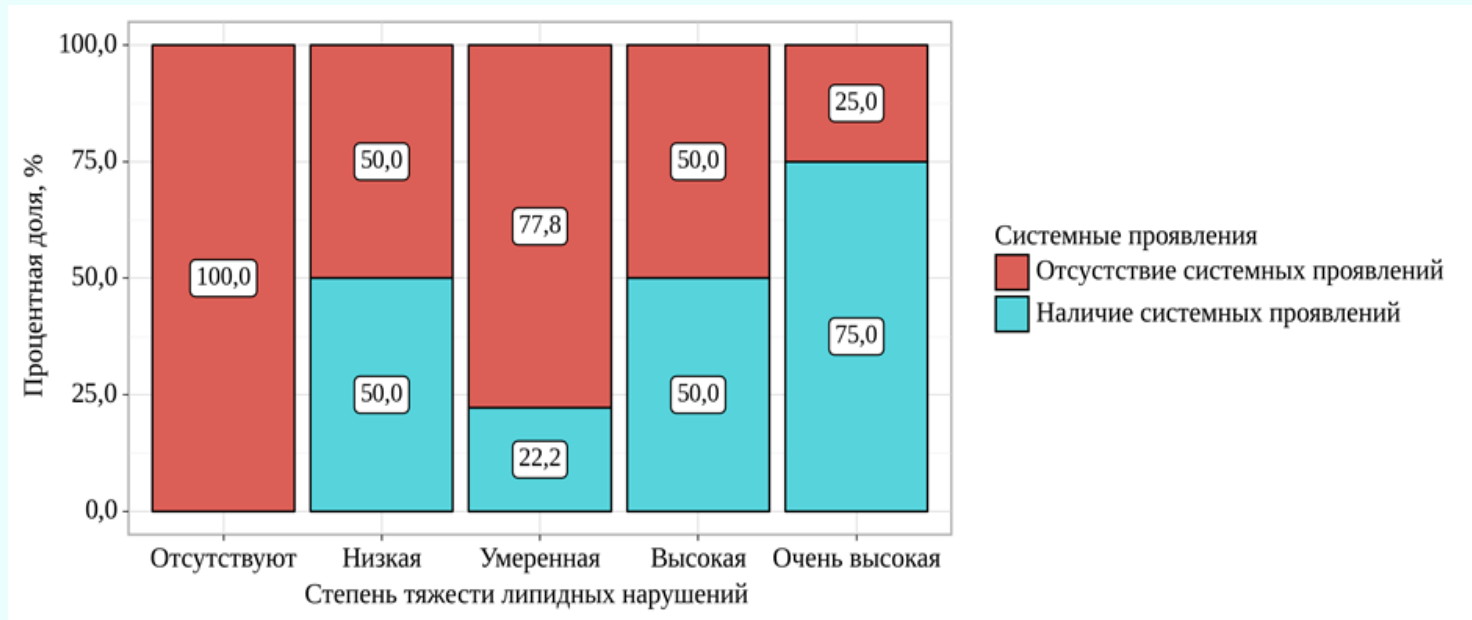 Процентная доля, %
100,0
75,0
50,0
25,0
0,0
100,0
50,0
50,0
77,8
22,2
50,0
50,0
25,0
75,0
Отсутствуют Низкая Умеренная Высокая Очень высокая
Степень тяжести липидных нарушений
Системные проявления
Отсустствие системных проявлений
Наличие системных проявлений